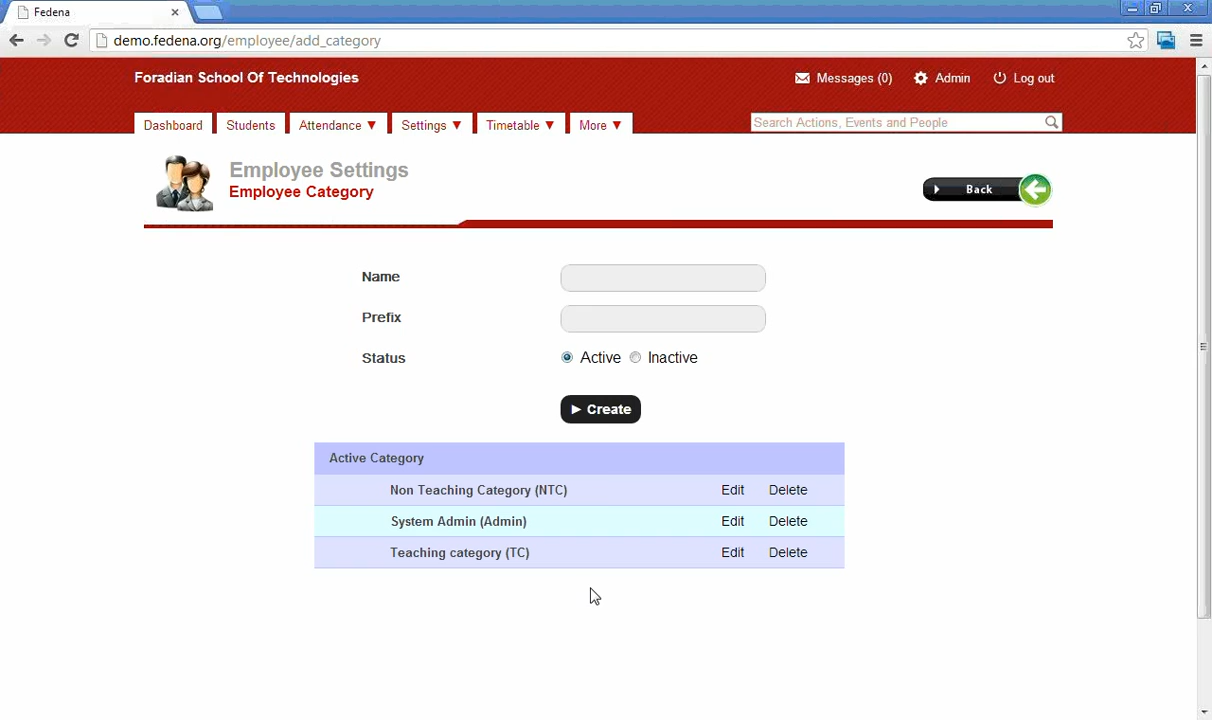 Fedena
demo.fedena.org/employee/add_category
Foradian School Of Technologies
Messages (0) Admin Log out
Dashboard Students Attendance ▼ Settings ▼ Timetable ▼ More ▼ Search Actions, Events and People
Employee Settings
Employee Category
Back
Name
Prefix
Status Active Inactive
Create
Active Category
Non Teaching Category (NTC) Edit Delete
System Admin (Admin) Edit Delete
Teaching category (TC) Edit Delete